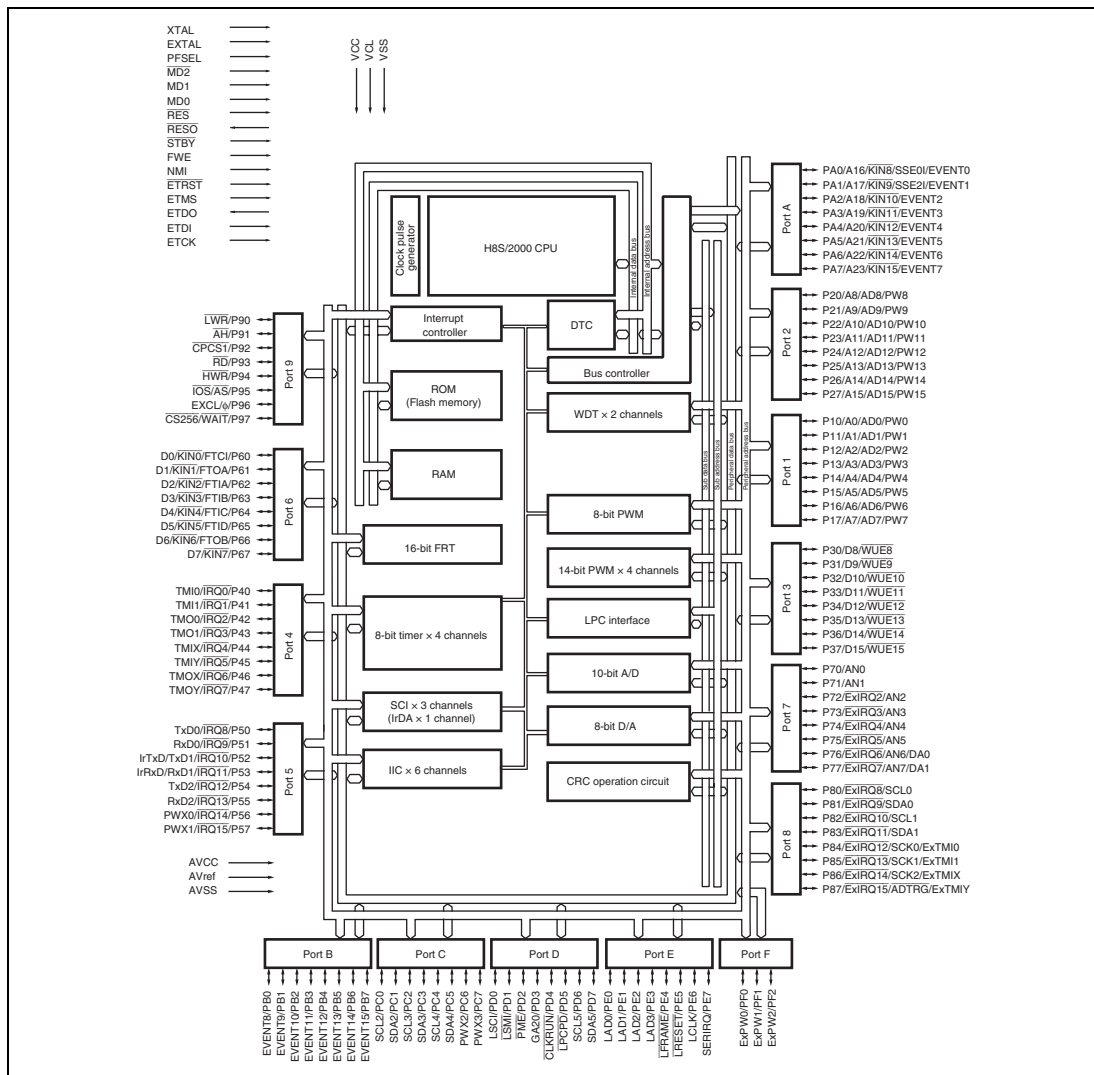 XTAL
EXTAL
PFSEL
MD2
MD1
MD0
RES
RESO
STBY
FWE
NMI
ETRST
ETMS
ETDO
ETDI
ETCK
VCC
VCL
VSS
Clock pulse generator
H8S/2000 CPU
Internal data bus
Internal address bus
Interrupt
controller
DTC
Bus controller
ROM
(Flash memory)
WDT × 2 channels
RAM
8-bit PWM
16-bit FRT
14-bit PWM × 4 channels
8-bit timer × 4 channels
LPC interface
10-bit A/D
SCI × 3 channels
(IrDA × 1 channel)
8-bit D/A
IIC × 6 channels
CRC operation circuit
Sub data bus
Sub address bus
Peripheral data bus
Peripheral address bus
Port 9
LWR/P90
AH/P91
CPCS1/P92
RD/P93
HWR/P94
IOS/AS/P95
EXCL/ϕ/P96
CS256/WAIT/P97
Port 6
D0/KIN0/FTCI/P60
D1/KIN1/FTOA/P61
D2/KIN2/FTIA/P62
D3/KIN3/FTIB/P63
D4/KIN4/FTIC/P64
D5/KIN5/FTID/P65
D6/KIN6/FTOB/P66
D7/KIN7/P67
Port 4
TMI0/IRQ0/P40
TMI1/IRQ1/P41
TMO0/IRQ2/P42
TMO1/IRQ3/P43
TMIX/IRQ4/P44
TMIY/IRQ5/P45
TMOX/IRQ6/P46
TMOY/IRQ7/P47
Port 5
TxD0/IRQ8/P50
RxD0/IRQ9/P51
IrTxD/TxD1/IRQ10/P52
IrRxD/RxD1/IRQ11/P53
TxD2/IRQ12/P54
RxD2/IRQ13/P55
PWX0/IRQ14/P56
PWX1/IRQ15/P57
AVCC
AVref
AVSS
Port A
PA0/A16/KIN8/SSE0I/EVENT0
PA1/A17/KIN9/SSE2I/EVENT1
PA2/A18/KIN10/EVENT2
PA3/A19/KIN11/EVENT3
PA4/A20/KIN12/EVENT4
PA5/A21/KIN13/EVENT5
PA6/A22/KIN14/EVENT6
PA7/A23/KIN15/EVENT7
Port 2
P20/A8/AD8/PW8
P21/A9/AD9/PW9
P22/A10/AD10/PW10
P23/A11/AD11/PW11
P24/A12/AD12/PW12
P25/A13/AD13/PW13
P26/A14/AD14/PW14
P27/A15/AD15/PW15
Port 1
P10/A0/AD0/PW0
P11/A1/AD1/PW1
P12/A2/AD2/PW2
P13/A3/AD3/PW3
P14/A4/AD4/PW4
P15/A5/AD5/PW5
P16/A6/AD6/PW6
P17/A7/AD7/PW7
Port 3
P30/D8/WUE8
P31/D9/WUE9
P32/D10/WUE10
P33/D11/WUE11
P34/D12/WUE12
P35/D13/WUE13
P36/D14/WUE14
P37/D15/WUE15
Port 7
P70/AN0
P71/AN1
P72/ExIRQ2/AN2
P73/ExIRQ3/AN3
P74/ExIRQ4/AN4
P75/ExIRQ5/AN5
P76/ExIRQ6/AN6/DA0
P77/ExIRQ7/AN7/DA1
Port 8
P80/ExIRQ8/SCL0
P81/ExIRQ9/SDA0
P82/ExIRQ10/SCL1
P83/ExIRQ11/SDA1
P84/ExIRQ12/SCK0/ExTMI0
P85/ExIRQ13/SCK1/ExTMI1
P86/ExIRQ14/SCK2/ExTMIX
P87/ExIRQ15/ADTRG/ExTMIY
Port B
EVENT8/PB0
EVENT9/PB1
EVENT10/PB2
EVENT11/PB3
EVENT12/PB4
EVENT13/PB5
EVENT14/PB6
EVENT15/PB7
Port C
SCL2/PC0
SDA2/PC1
SCL3/PC2
SDA3/PC3
SCL4/PC4
SDA4/PC5
PWX2/PC6
PWX3/PC7
Port D
LSCI/PD0
LSMI/PD1
PME/PD2
GA20/PD3
CLKRUN/PD4
LPCPD/PD5
SCL5/PD6
SDA5/PD7
Port E
LAD0/PE0
LAD1/PE1
LAD2/PE2
LAD3/PE3
LFRAME/PE4
LRESET/PE5
LCLK/PE6
SERIRQ/PE7
Port F
ExPW0/PF0
ExPW1/PF1
ExPW2/PF2